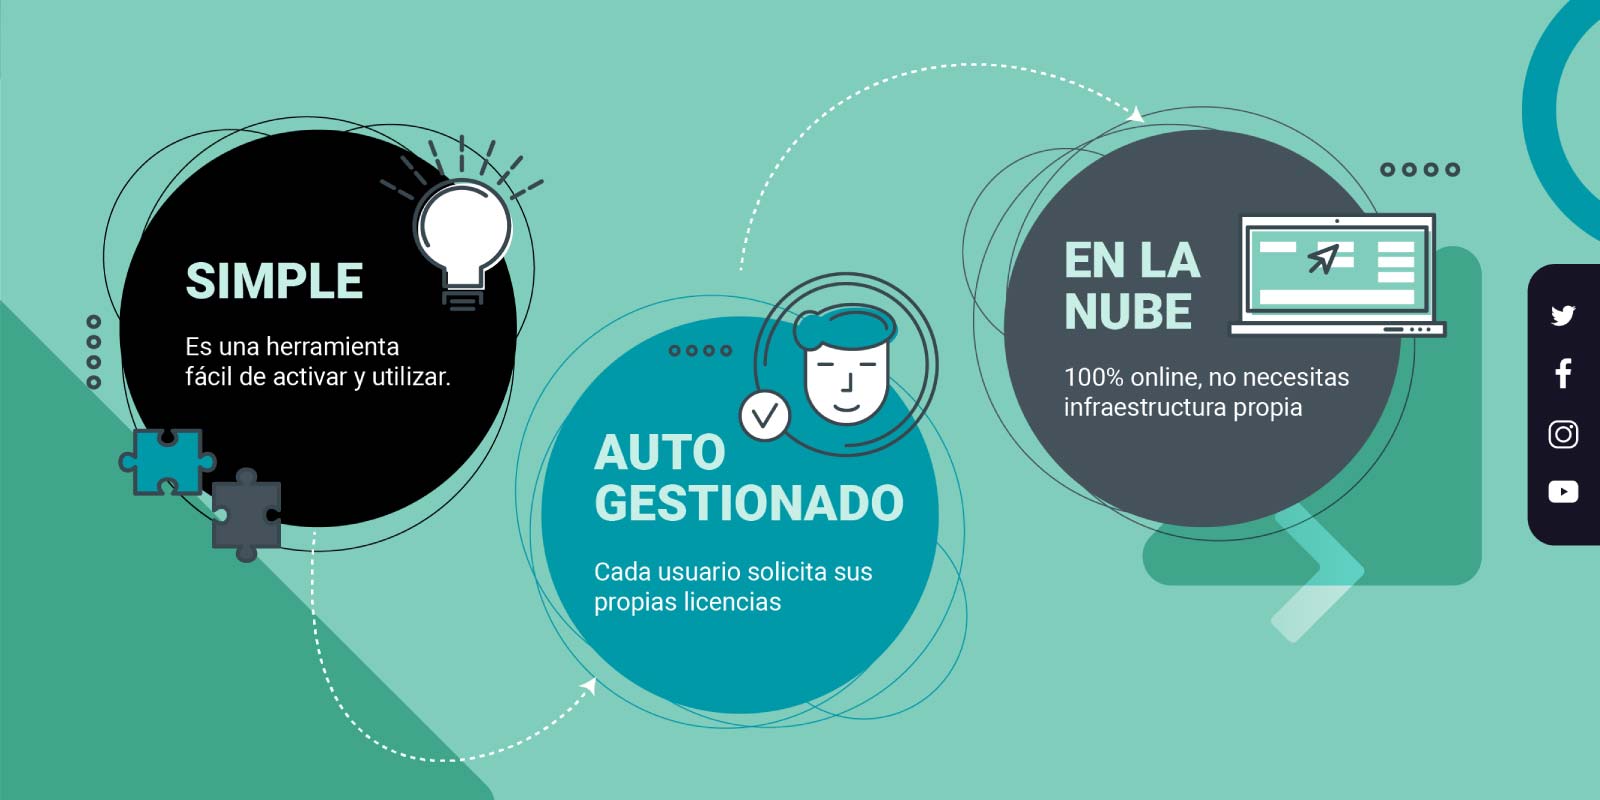 SIMPLE
Es una herramienta
fácil de activar y utilizar.
AUTO
GESTIONADO
Cada usuario solicita sus
propias licencias
EN LA
NUBE
100% online, no necesitas
infraestructura propia